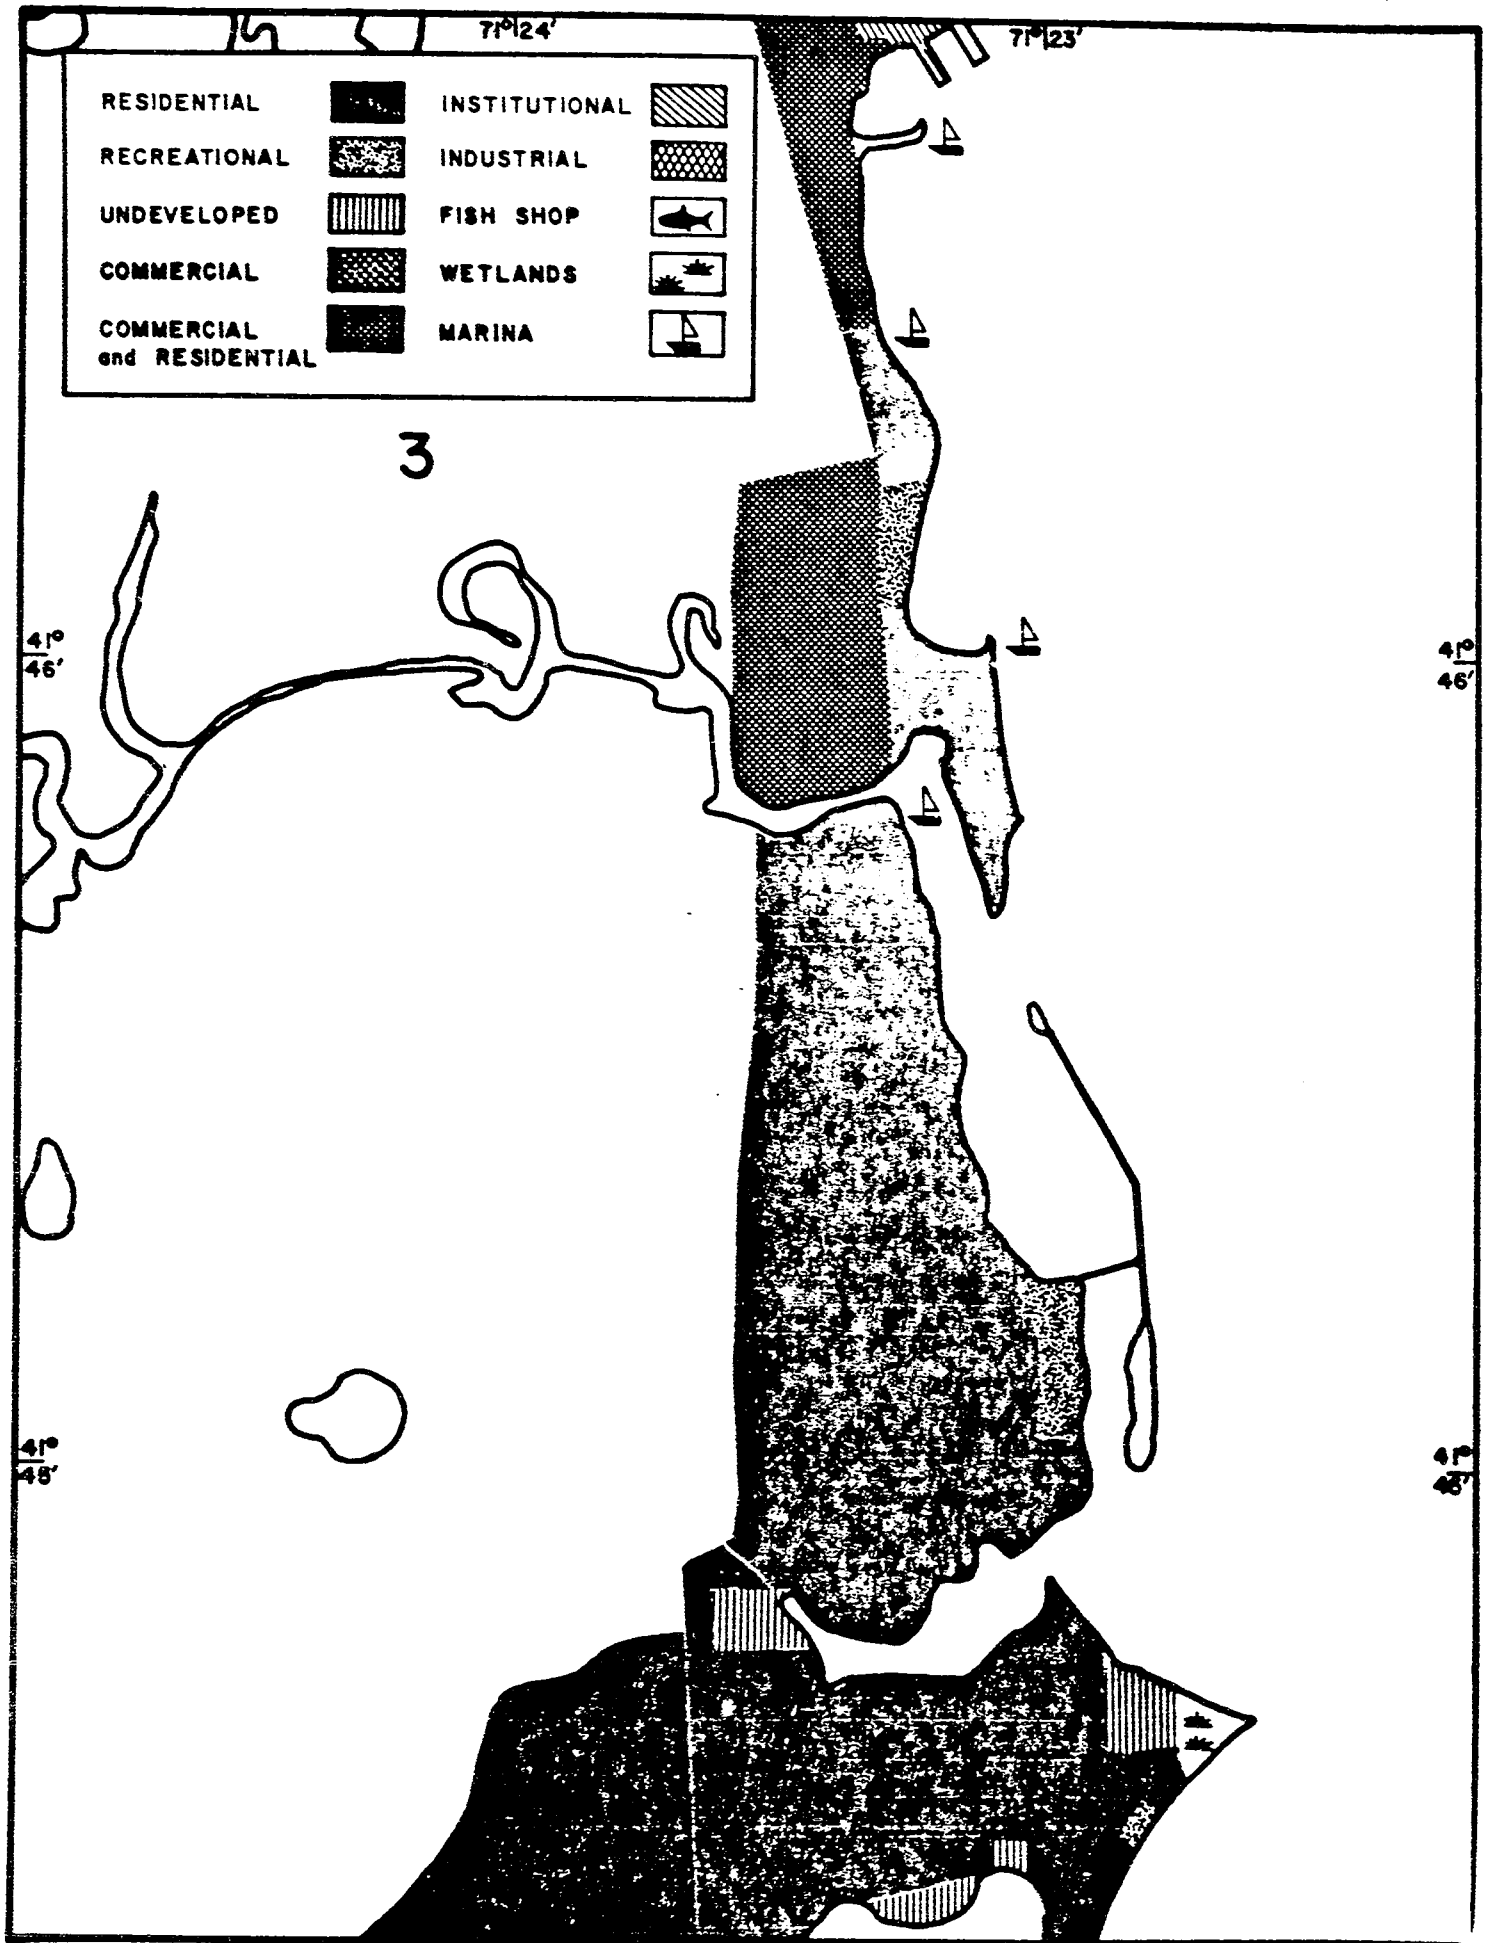 71° 24'
71° 23'
RESIDENTIAL
INSTITUTIONAL
RECREATIONAL
INDUSTRIAL
UNDEVELOPED
FISH SHOP
COMMERCIAL
WETLANDS
COMMERCIAL
and RESIDENTIAL
MARINA
3
41°
46'
41°
46'
41°
45'
41°